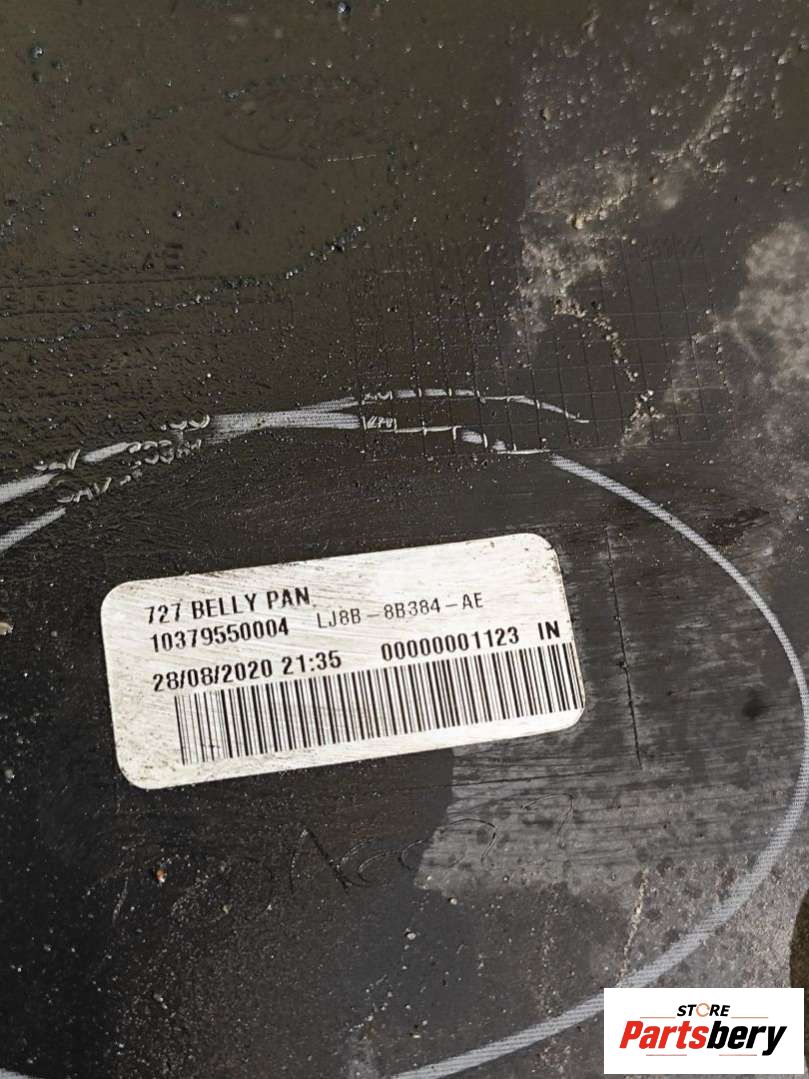 727 BELLY PAN
10379550004 LJ8B-8B384-AE
28/08/2020 21:35 00000001123 IN
STORE
Partsbery